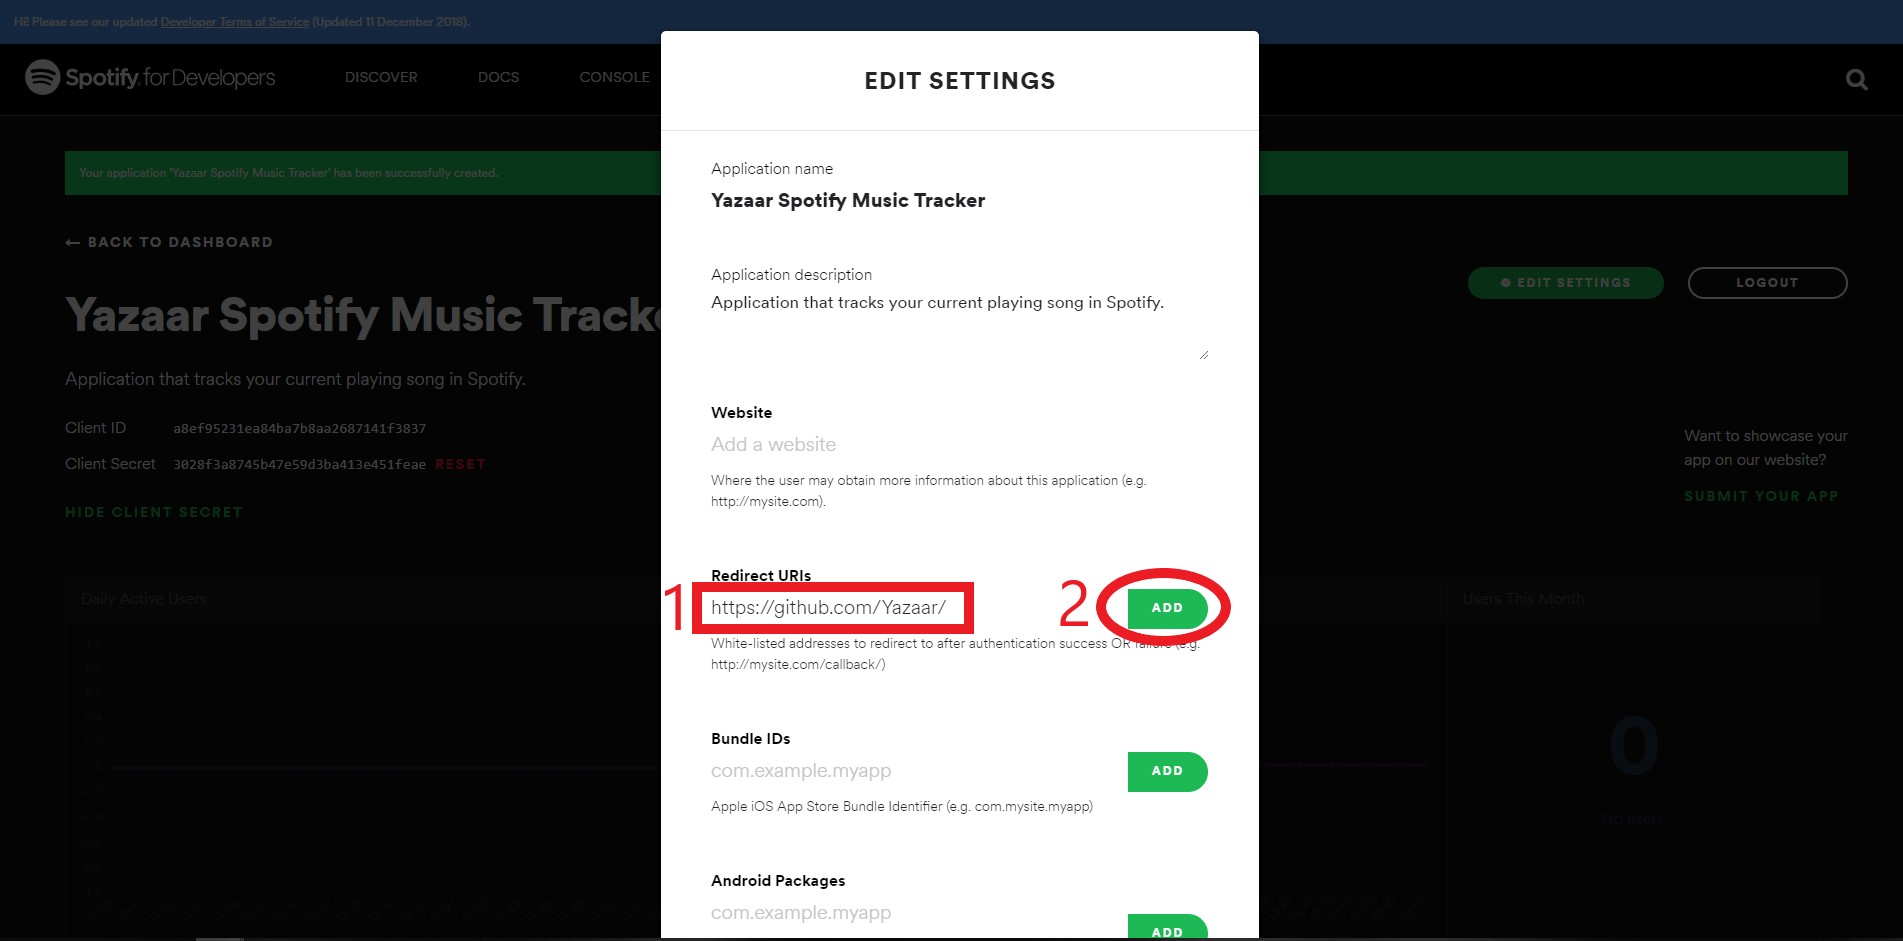 Hi! Please see our updated Developer Terms of Service (Updated 11 December 2018).
Spotify for Developers
DISCOVER
DOCS
CONSOLE
Your application 'Yazaar Spotify Music Tracker' has been successfully created.
← BACK TO DASHBOARD
EDIT SETTINGS
LOGOUT
Yazaar Spotify Music Tracke
Application that tracks your current playing song in Spotify.
Client ID a8ef95231ea84ba7b8aa2687141f3837
Client Secret 3028f3a8745b47e59d3ba413e451feae RESET
HIDE CLIENT SECRET
Want to showcase your
app on our website?
SUBMIT YOUR APP
Daily Active Users
Users This Month
0
No users
EDIT SETTINGS
Application name
Yazaar Spotify Music Tracker
Application description
Application that tracks your current playing song in Spotify.
Website
Add a website
Where the user may obtain more information about this application (e.g.
http://mysite.com).
Redirect URIs
1 https://github.com/Yazaar/ 2 ADD
White-listed addresses to redirect to after authentication success OR failure (e.g.
http://mysite.com/callback/)
Bundle IDs
com.example.myapp ADD
Apple iOS App Store Bundle Identifier (e.g. com.mysite.myapp)
Android Packages
com.example.myapp ADD